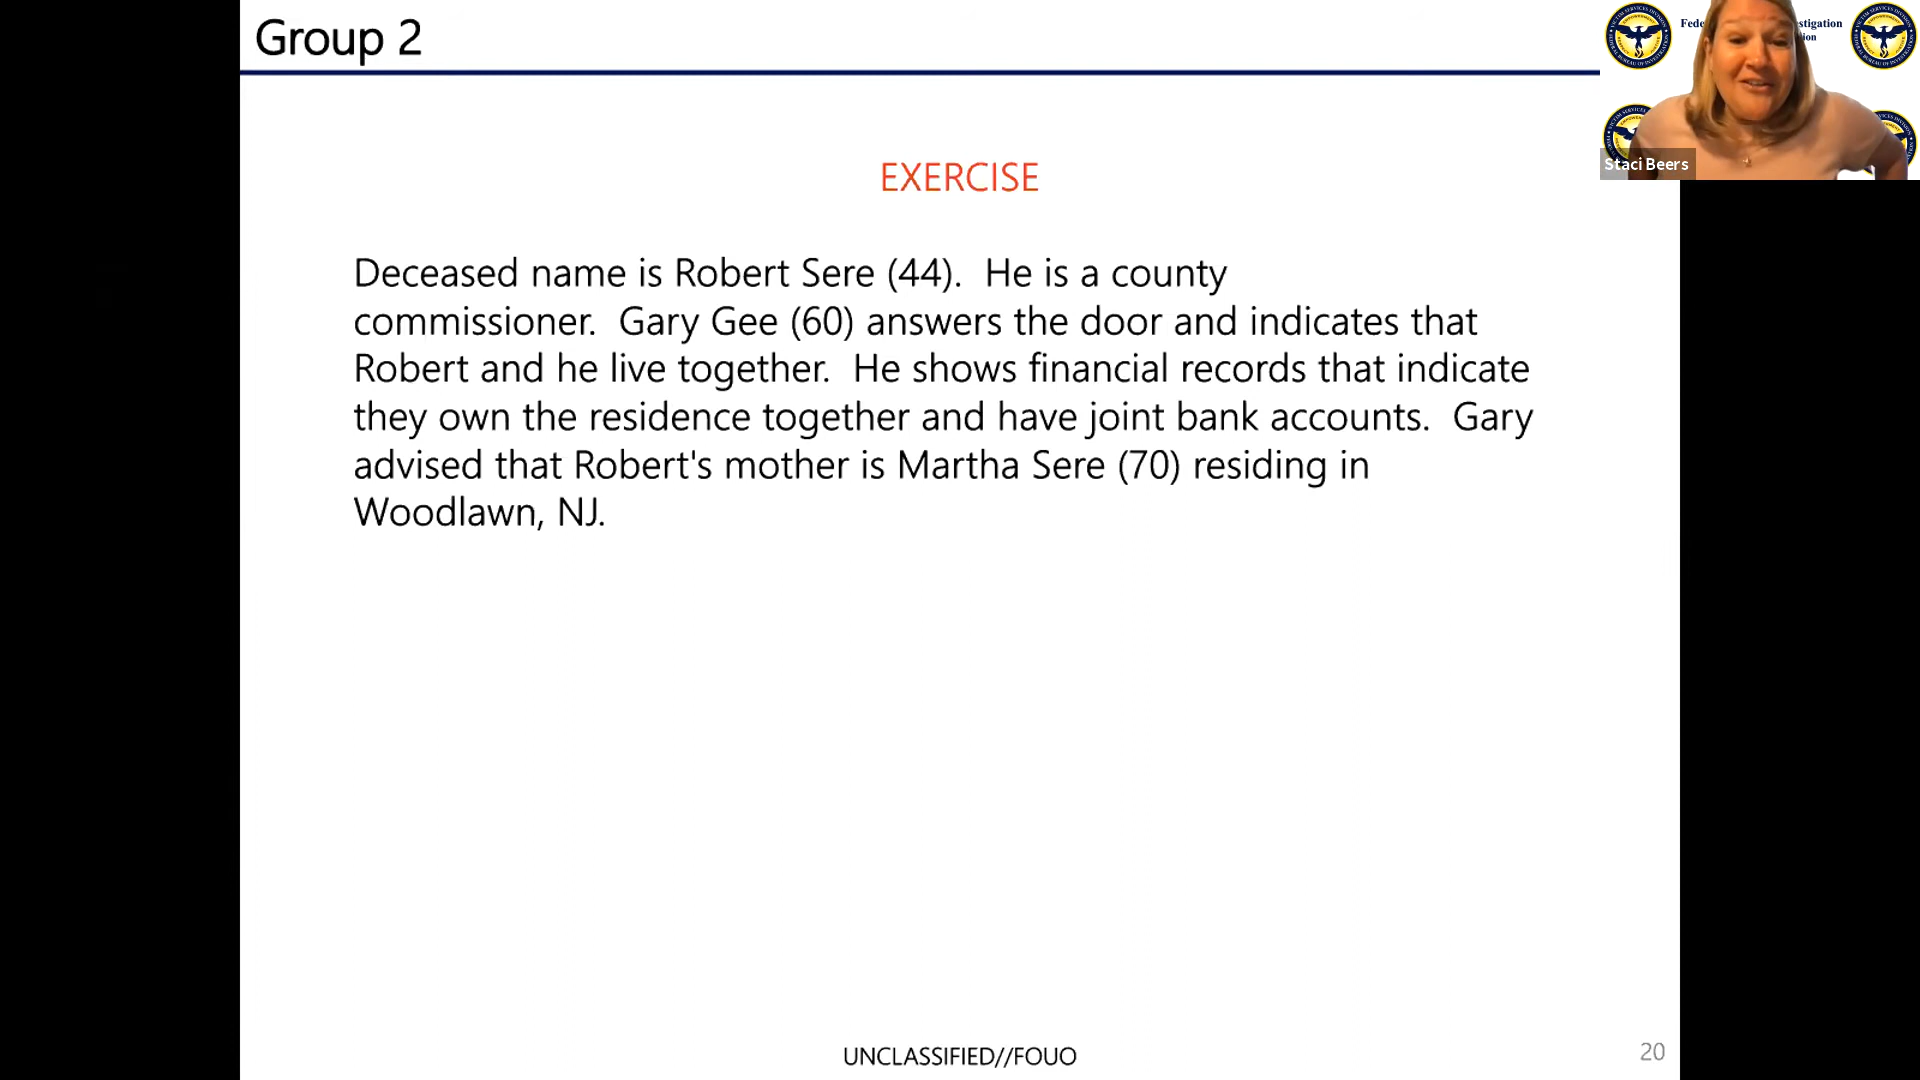 Group 2
Staci Beers
EXERCISE
Deceased name is Robert Sere (44).  He is a county
commissioner.  Gary Gee (60) answers the door and indicates that
Robert and he live together.  He shows financial records that indicate
they own the residence together and have joint bank accounts.  Gary
advised that Robert's mother is Martha Sere (70) residing in
Woodlawn, NJ.
UNCLASSIFIED//FOUO
20